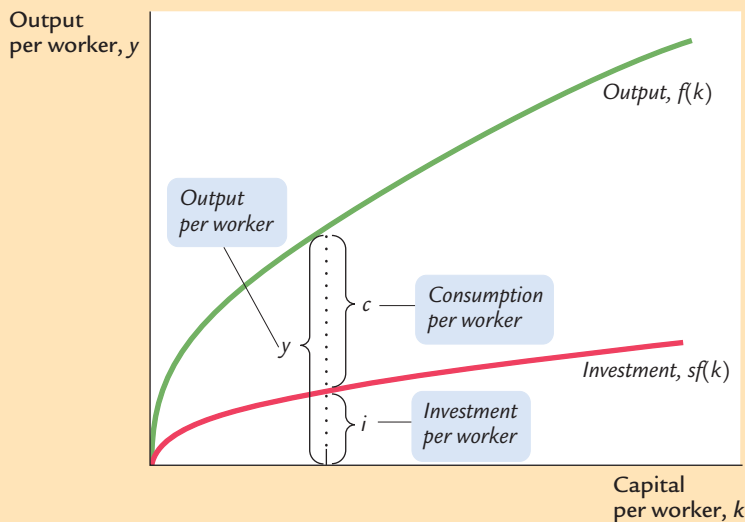 Output
per worker, y
Output, f(k)
Output
per worker
c
Consumption
per worker
y
Investment, sf(k)
i
Investment
per worker
Capital
per worker, k